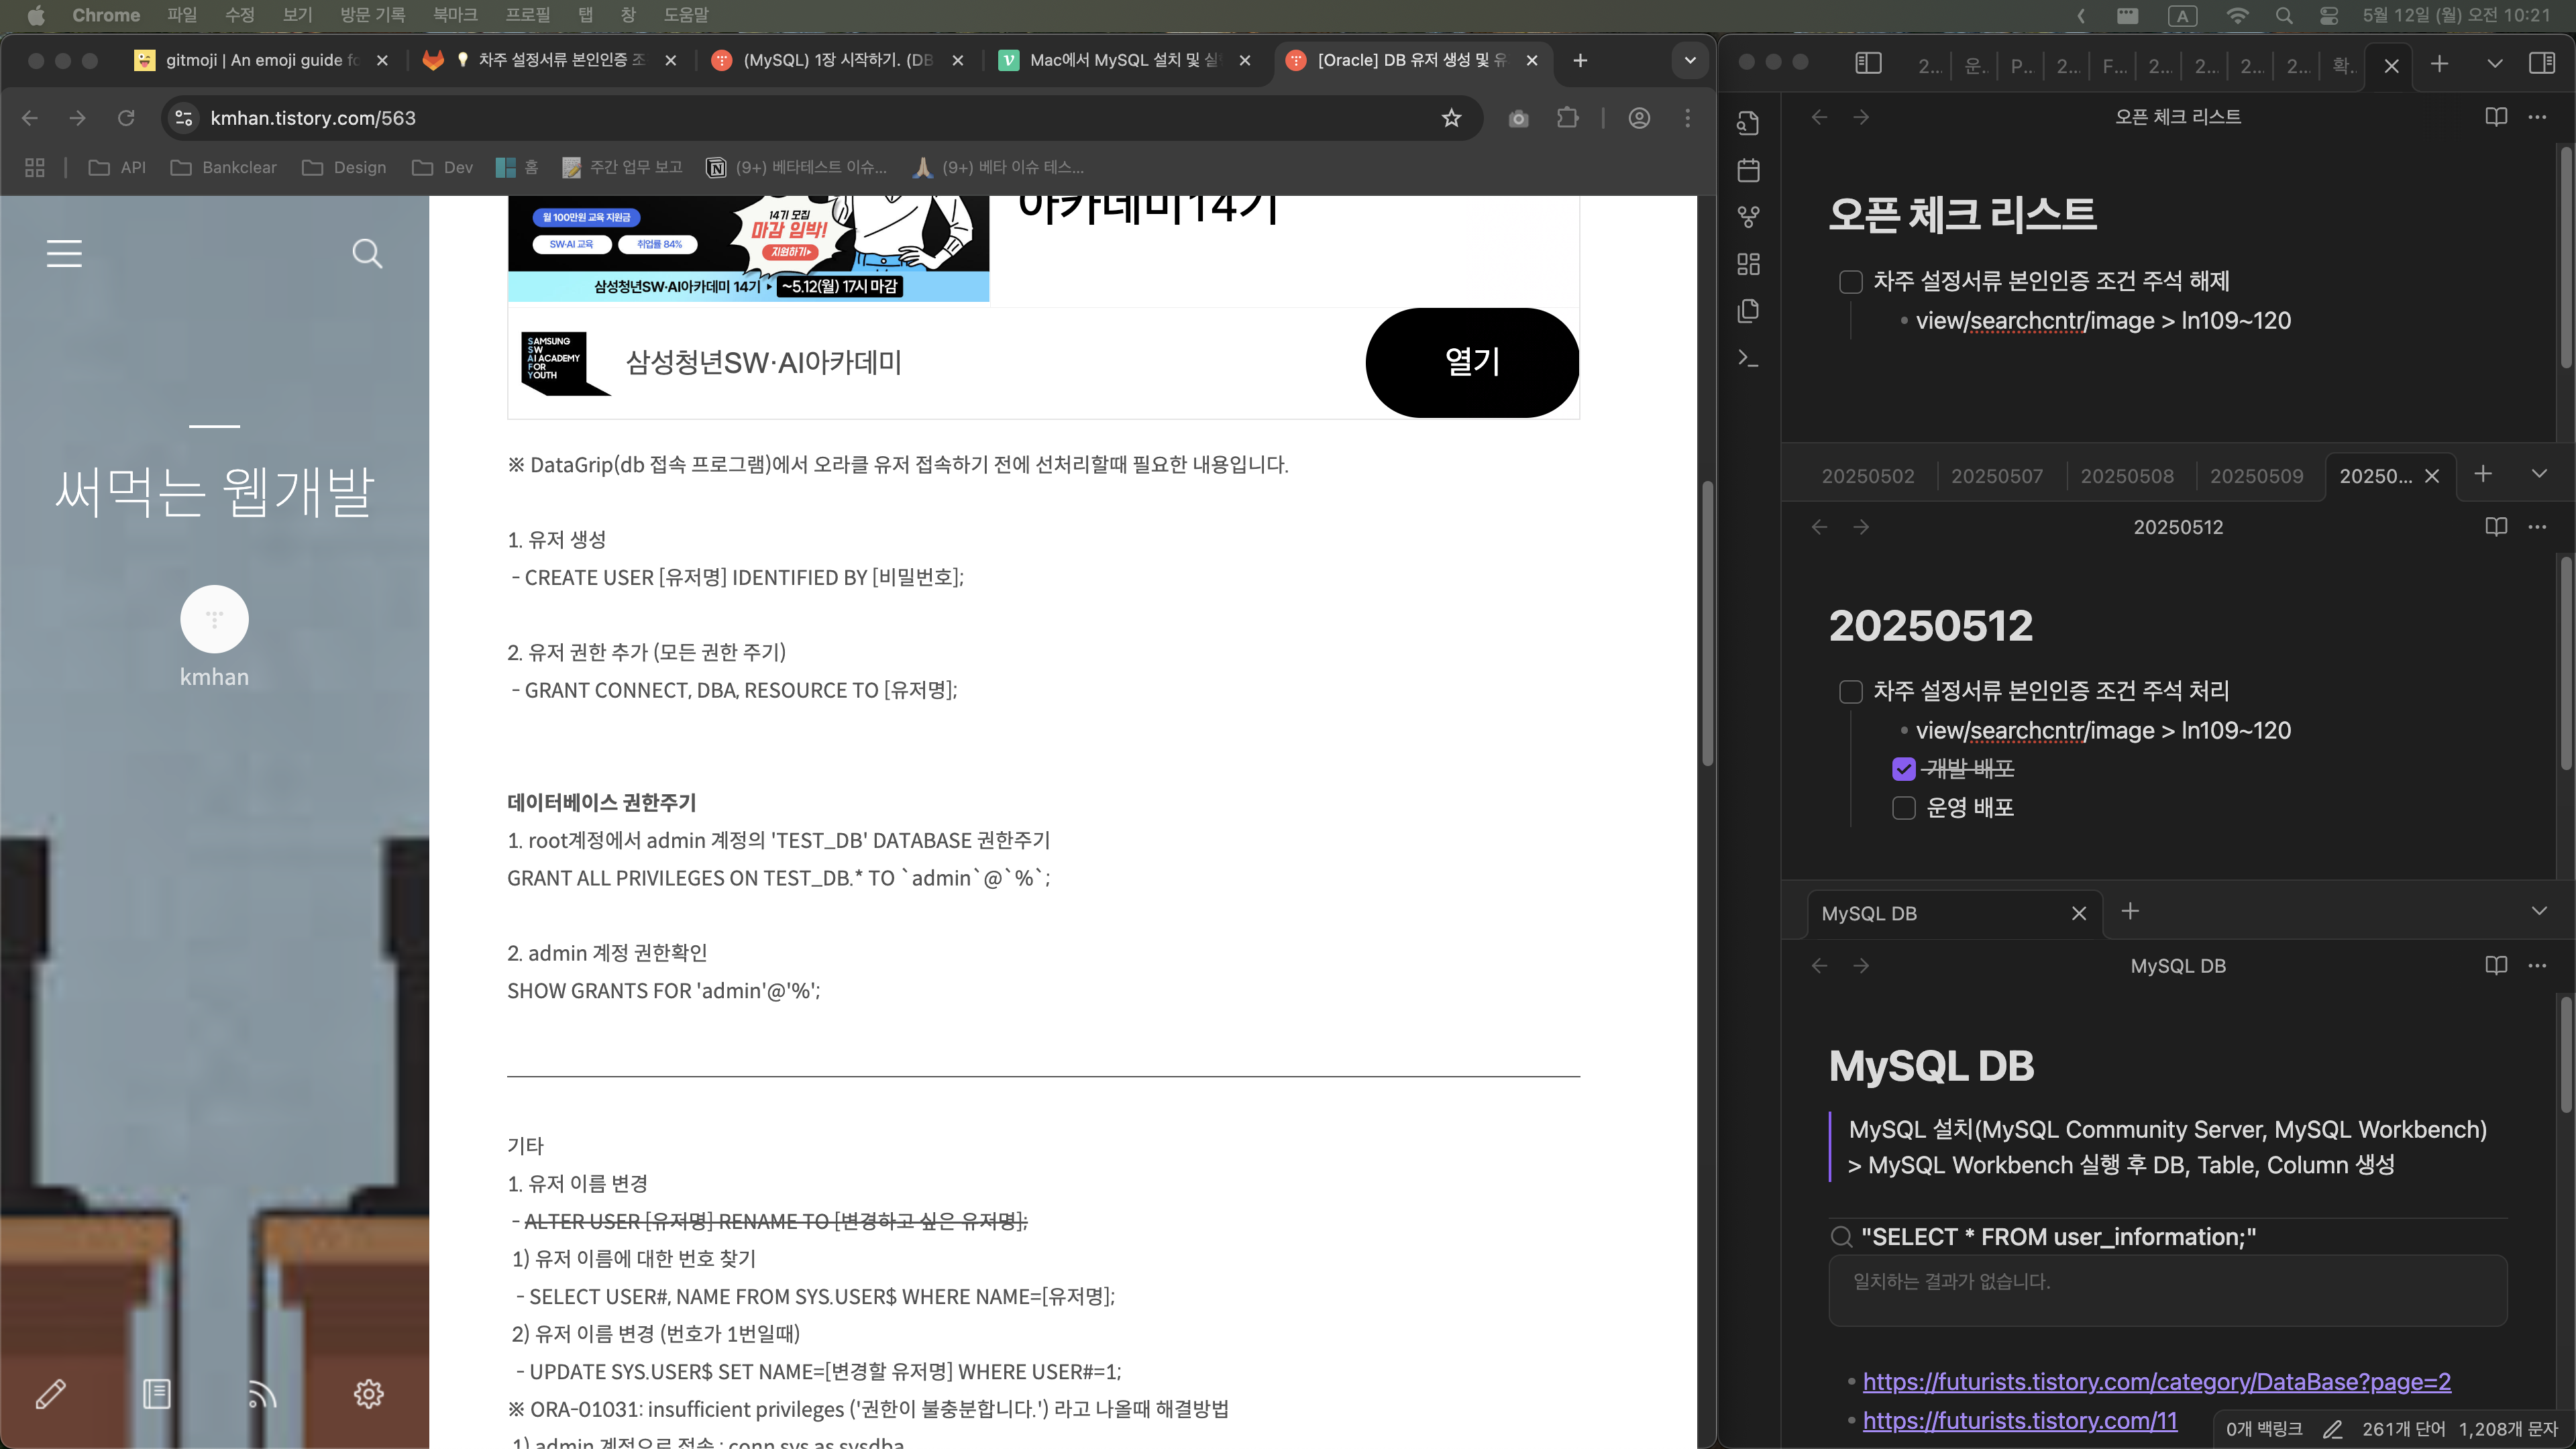 Chrome 파일 수정 보기 방문 기록 북마크 프로필 탭 창 도움말
A 5월 12일 (월) 오전 10:21
gitmoji | An emoji guide fo
차주 설정서류 본인인증 조
(MySQL) 1장 시작하기. (DB
Mac에서 MySQL 설치 및 실
[Oracle] DB 유저 생성 및 유
kmhan.tistory.com/563
API Bankclear Design Dev 홈 주간 업무 보고 (9+) 베타테스트 이슈... (9+) 베타 이슈 테스...
써먹는 웹개발
kmhan
월 100만원 교육 지원금
SW·AI 교육 취업률 84%
14기 모집
마감 임박!
지원하기▸
삼성청년SW·AI아카데미 14기 ▸ ~5.12(월) 17시 마감
아카데미14기
SAMSUNG
SW
AI ACADEMY
FOR
YOUTH
삼성청년SW·AI아카데미
열기
※ DataGrip(db 접속 프로그램)에서 오라클 유저 접속하기 전에 선처리할때 필요한 내용입니다.
1. 유저 생성
- CREATE USER [유저명] IDENTIFIED BY [비밀번호];
2. 유저 권한 추가 (모든 권한 주기)
- GRANT CONNECT, DBA, RESOURCE TO [유저명];
데이터베이스 권한주기
1. root계정에서 admin 계정의 'TEST_DB' DATABASE 권한주기
GRANT ALL PRIVILEGES ON TEST_DB.* TO `admin`@`%`;
2. admin 계정 권한확인
SHOW GRANTS FOR 'admin'@'%';
기타
1. 유저 이름 변경
- ALTER USER [유저명] RENAME TO [변경하고 싶은 유저명];
1) 유저 이름에 대한 번호 찾기
- SELECT USER#, NAME FROM SYS.USER$ WHERE NAME=[유저명];
2) 유저 이름 변경 (번호가 1번일때)
- UPDATE SYS.USER$ SET NAME=[변경할 유저명] WHERE USER#=1;
※ ORA-01031: insufficient privileges ('권한이 불충분합니다.') 라고 나올때 해결방법
1) admin 계정으로 접속 : conn sys as sysdba
2... 운.. P... 2... F... 2... 2... 2... 2... 확..
오픈 체크 리스트
오픈 체크 리스트
차주 설정서류 본인인증 조건 주석 해제
• view/searchcntr/image > ln109~120
20250502 20250507 20250508 20250509 20250...
20250512
20250512
차주 설정서류 본인인증 조건 주석 처리
• view/searchcntr/image > ln109~120
개발 배포
운영 배포
MySQL DB
MySQL DB
MySQL DB
MySQL 설치(MySQL Community Server, MySQL Workbench)
> MySQL Workbench 실행 후 DB, Table, Column 생성
"SELECT * FROM user_information;"
일치하는 결과가 없습니다.
• https://futurists.tistory.com/category/DataBase?page=2
• https://futurists.tistory.com/11
0개 백링크 261개 단어 1,208개 문자